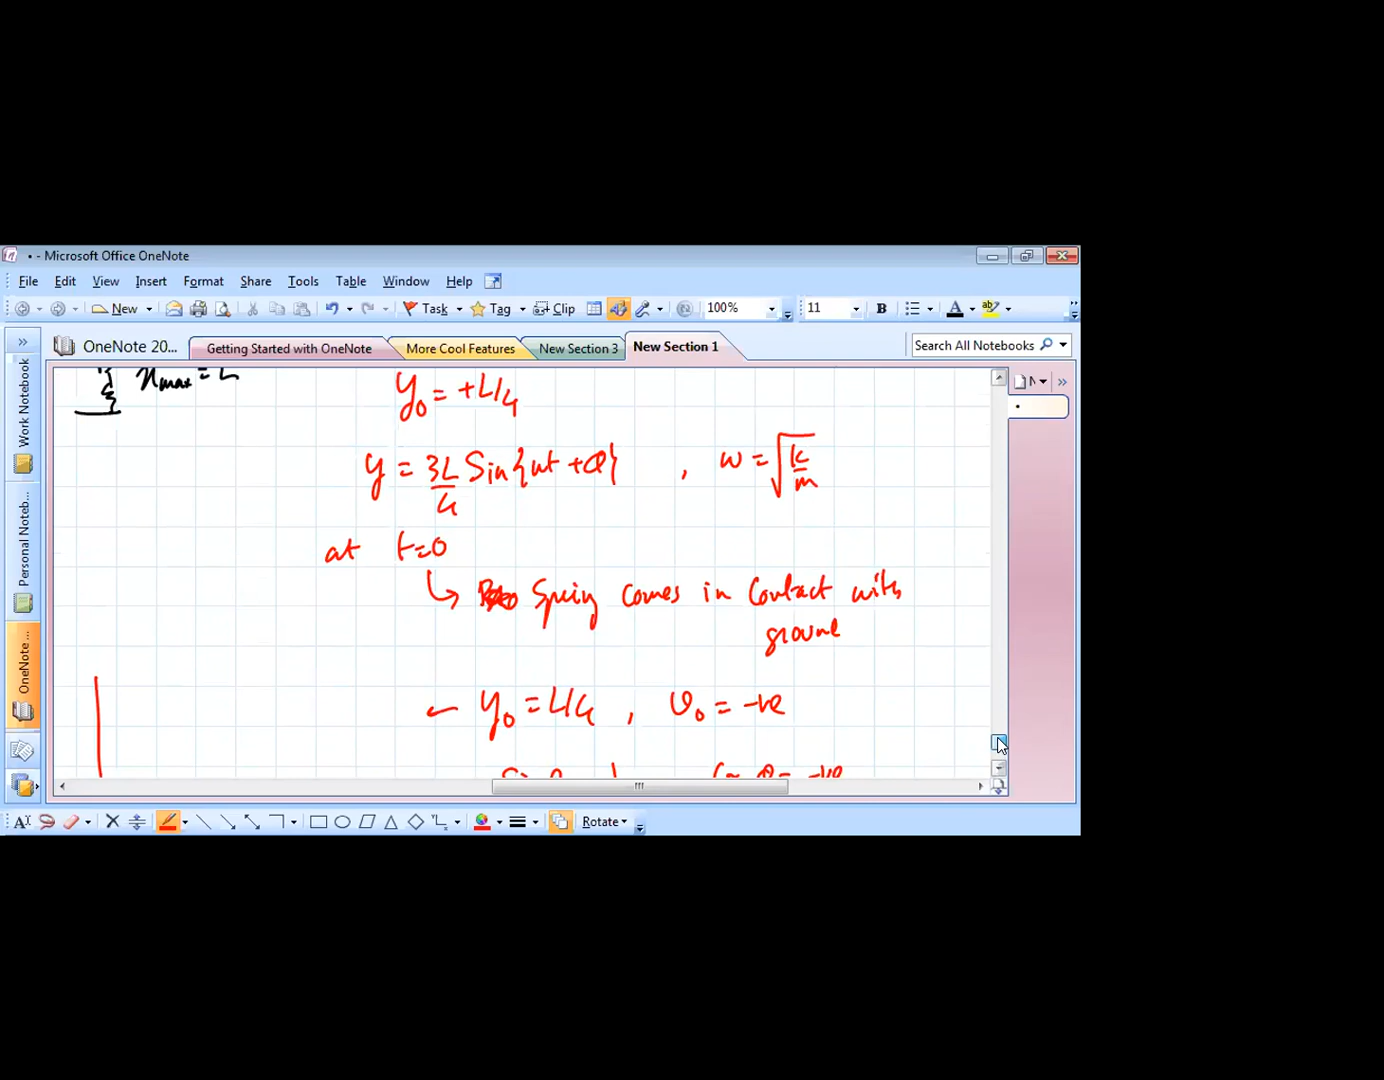 • - Microsoft Office OneNote
File Edit View Insert Format Share Tools Table Window Help
New Task Tag Clip 100% 11 B A ab
OneNote 20... Getting Started with OneNote More Cool Features New Section 3 New Section 1 Search All Notebooks
Work Notebook
Personal Noteb...
OneNote...
N
x_max = L
y₀ = +L/4
y = 3L/4 Sin{ωt + Φ} , ω = √(k/m)
at t=0
↳ Spring comes in Contact with
ground
← y₀ = L/4 , v₀ = -ve
A Rotate